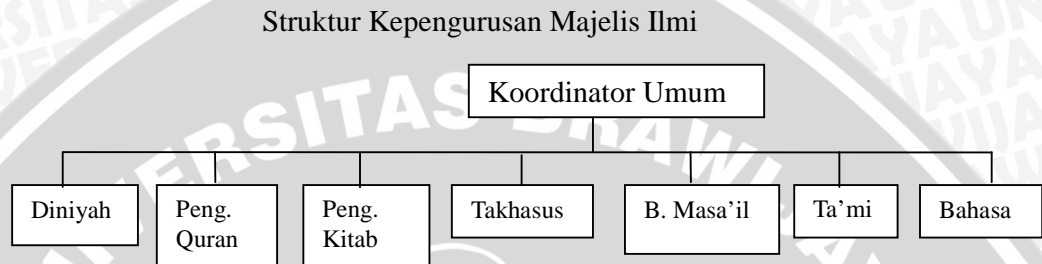 Struktur Kepengurusan Majelis Ilmi
Koordinator Umum
Diniyah
Peng.
Quran
Peng.
Kitab
Takhasus
B. Masa’il
Ta’mi
Bahasa